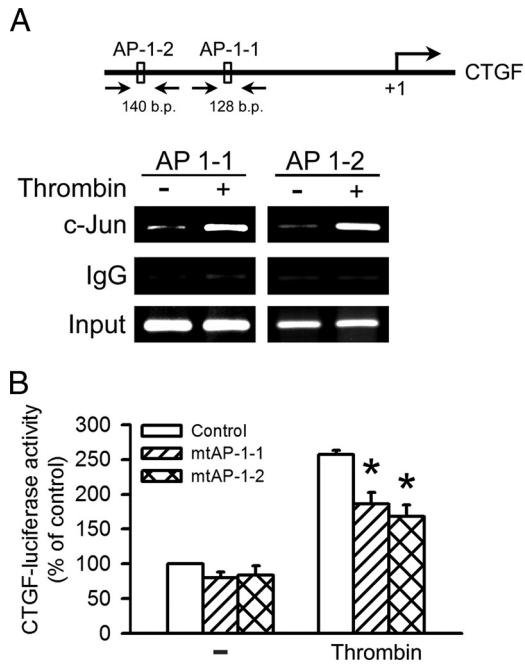 A
AP-1-2 AP-1-1
CTGF
140 b.p. 128 b.p. +1
AP 1-1 AP 1-2
Thrombin - + - +
c-Jun
IgG
Input
B
CTGF-luciferase activity
(% of control)
300
250
200
150
100
50
0
Control
mtAP-1-1
mtAP-1-2
* *
- Thrombin